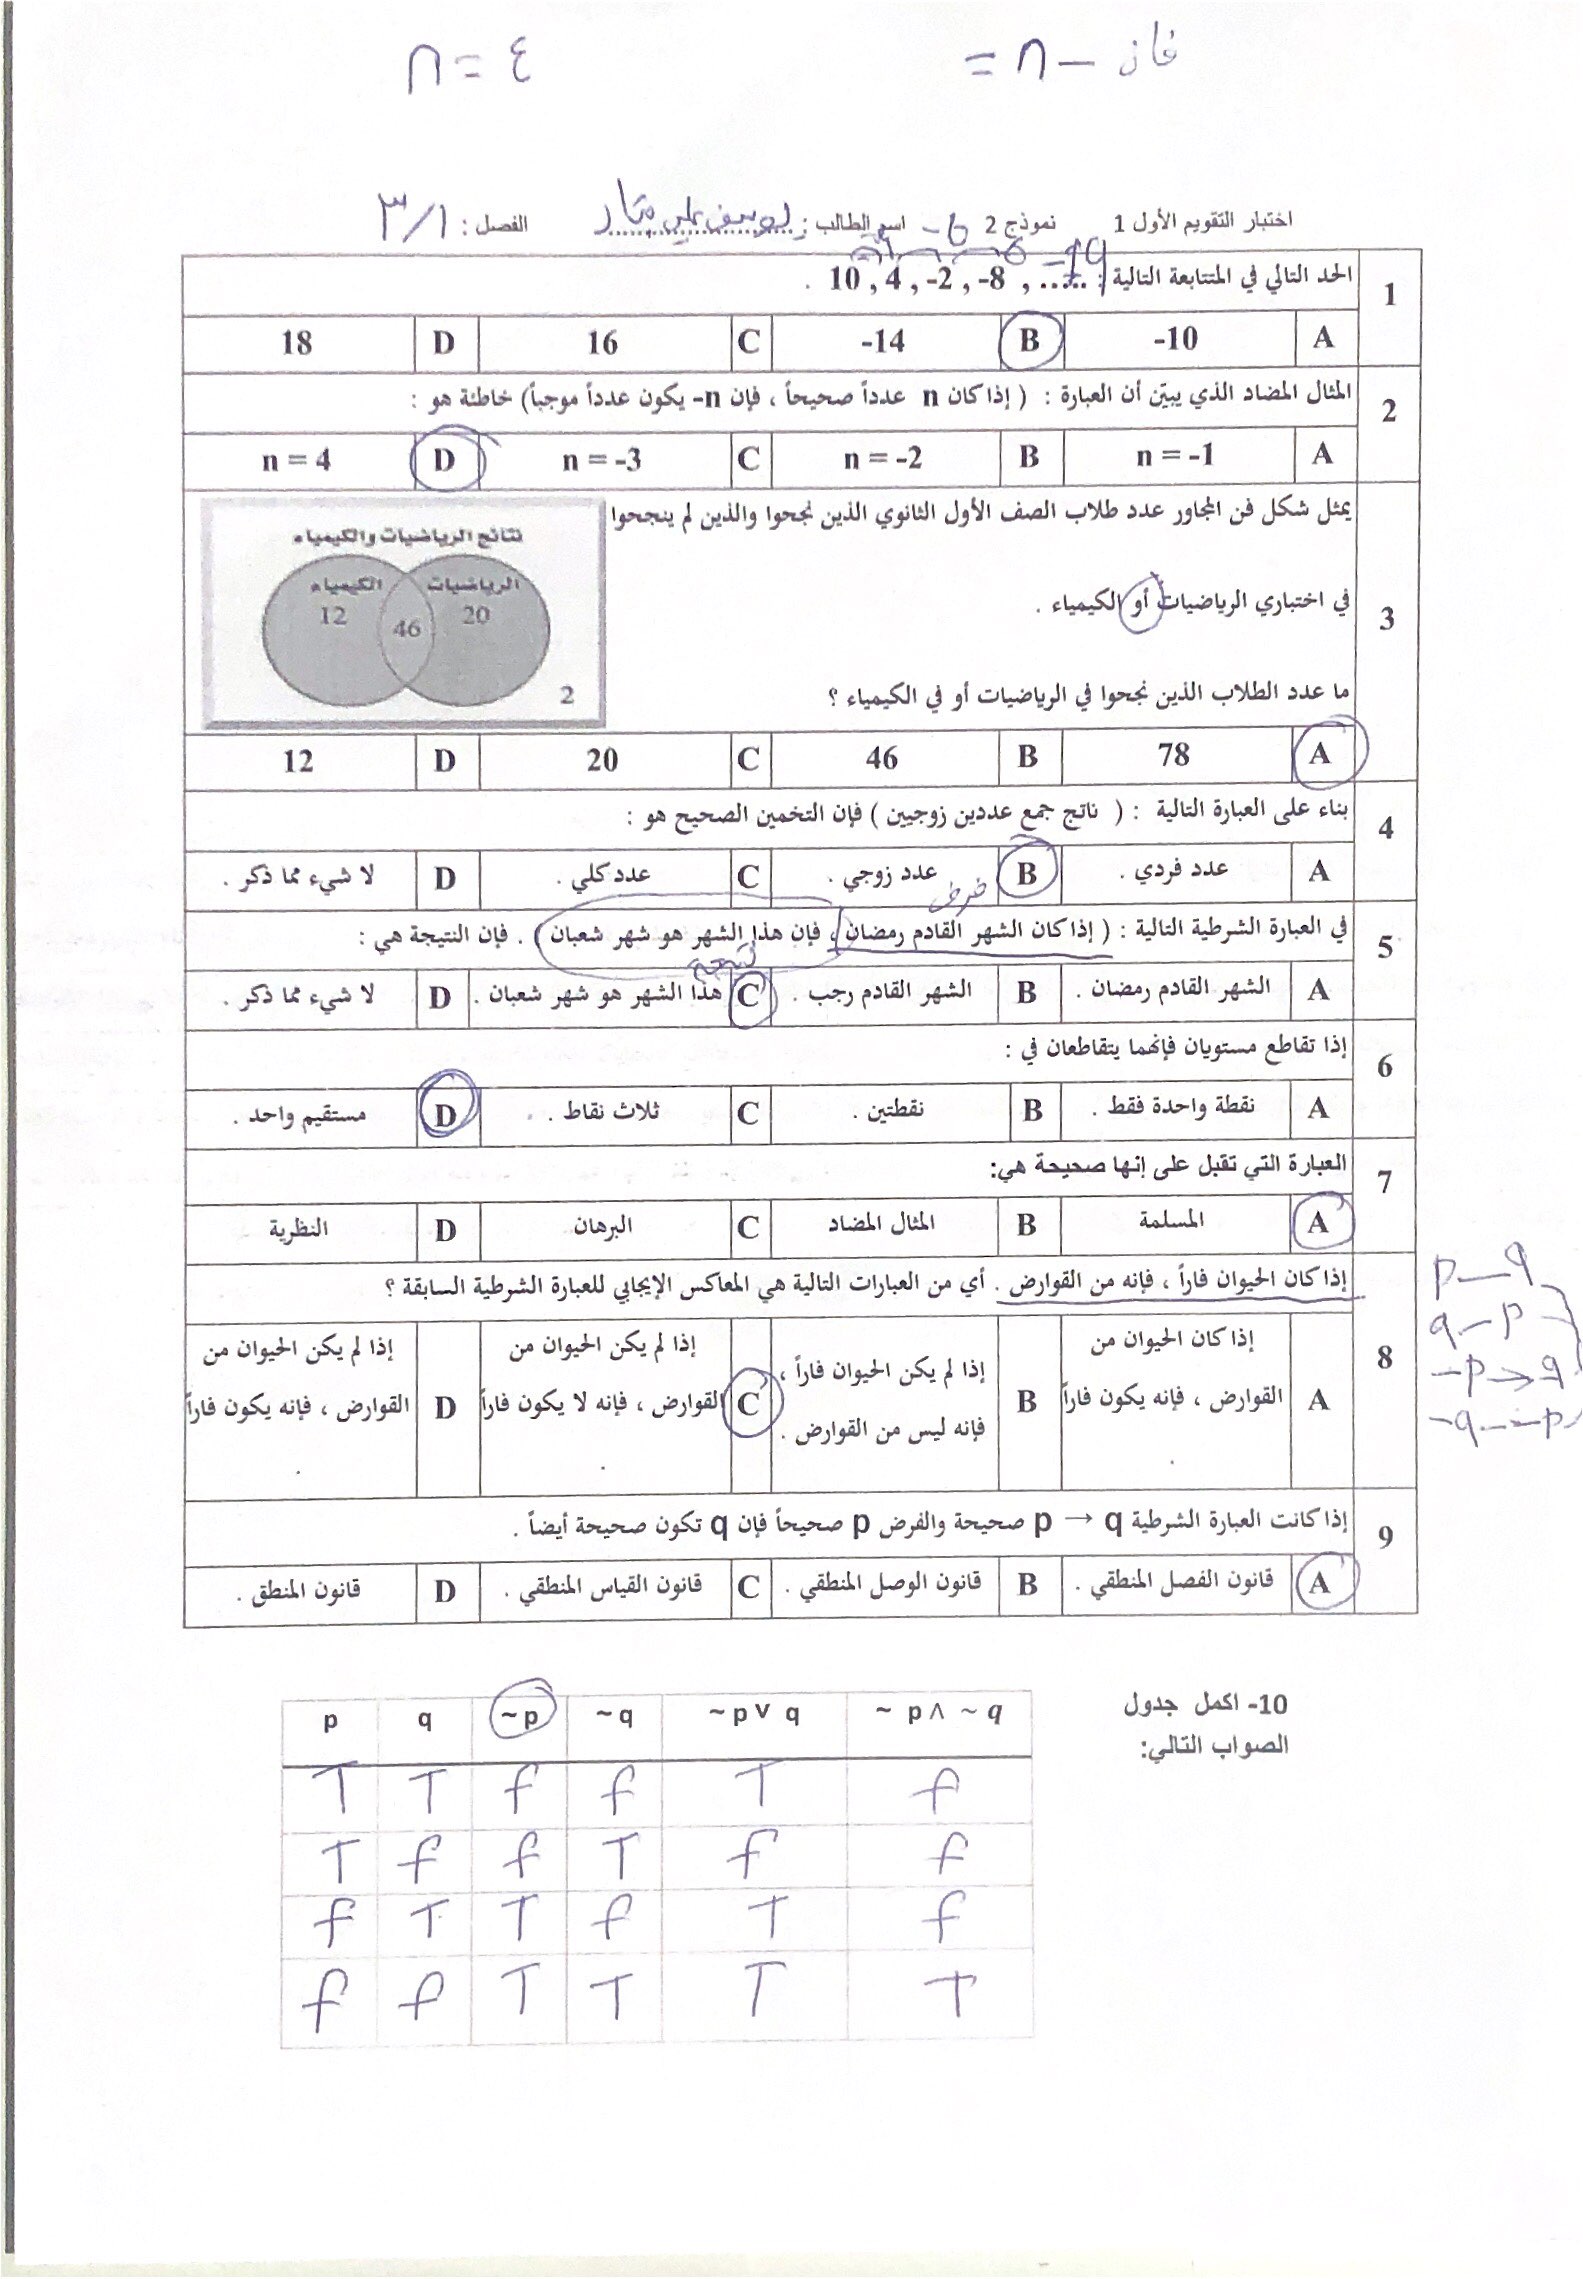 فان - n =
n = ٤
اختبار التقويم الأول 1 نموذج 2 اسم الطالب : يوسف علي الفصل : ٣/١
-6
1 الحد التالي في المتتابعة التالية : 10 , 4 , -2 , -8 , ..... .
A -10 B -14 C 16 D 18
2 المثال المضاد الذي يبيّن أن العبارة : ( إذا كان n عدداً صحيحاً ، فإن n- يكون عدداً موجباً) خاطئة هو :
A n = -1 B n = -2 C n = -3 D n = 4
3 يمثل شكل فن المجاور عدد طلاب الصف الأول الثانوي الذين نجحوا والذين لم ينجحوا
في اختباري الرياضيات أو الكيمياء .
ما عدد الطلاب الذين نجحوا في الرياضيات أو في الكيمياء ؟
نتائج الرياضيات والكيمياء
الرياضيات الكيمياء
20 46 12
2
A 78 B 46 C 20 D 12
4 بناء على العبارة التالية : ( ناتج جمع عددين زوجيين ) فإن التخمين الصحيح هو :
A عدد فردي . B عدد زوجي . C عدد كلي . D لا شيء مما ذكر .
فرض
5 في العبارة الشرطية التالية : ( إذا كان الشهر القادم رمضان ، فإن هذا الشهر هو شهر شعبان ) . فإن النتيجة هي :
نتيجة
A الشهر القادم رمضان . B الشهر القادم رجب . C هذا الشهر هو شهر شعبان . D لا شيء مما ذكر .
6 إذا تقاطع مستويان فإنهما يتقاطعان في :
A نقطة واحدة فقط . B نقطتين . C ثلاث نقاط . D مستقيم واحد .
7 العبارة التي تقبل على إنها صحيحة هي:
A المسلمة B المثال المضاد C البرهان D النظرية
8 إذا كان الحيوان فاراً ، فإنه من القوارض . أي من العبارات التالية هي المعاكس الإيجابي للعبارة الشرطية السابقة ؟
A إذا كان الحيوان من القوارض ، فإنه يكون فاراً . B إذا لم يكن الحيوان فاراً ، فإنه ليس من القوارض . C إذا لم يكن الحيوان من القوارض ، فإنه لا يكون فاراً . D إذا لم يكن الحيوان من القوارض ، فإنه يكون فاراً .
p – q
q – p
-p → q
-q – -p
9 إذا كانت العبارة الشرطية p → q صحيحة والفرض p صحيحاً فإن q تكون صحيحة أيضاً .
A قانون الفصل المنطقي . B قانون الوصل المنطقي . C قانون القياس المنطقي . D قانون المنطق .
10- اكمل جدول
الصواب التالي:
p q ~p ~q ~p∨ q ~ p∧ ~q
T T f f T f
T f f T f f
f T T f T f
f f T T T T